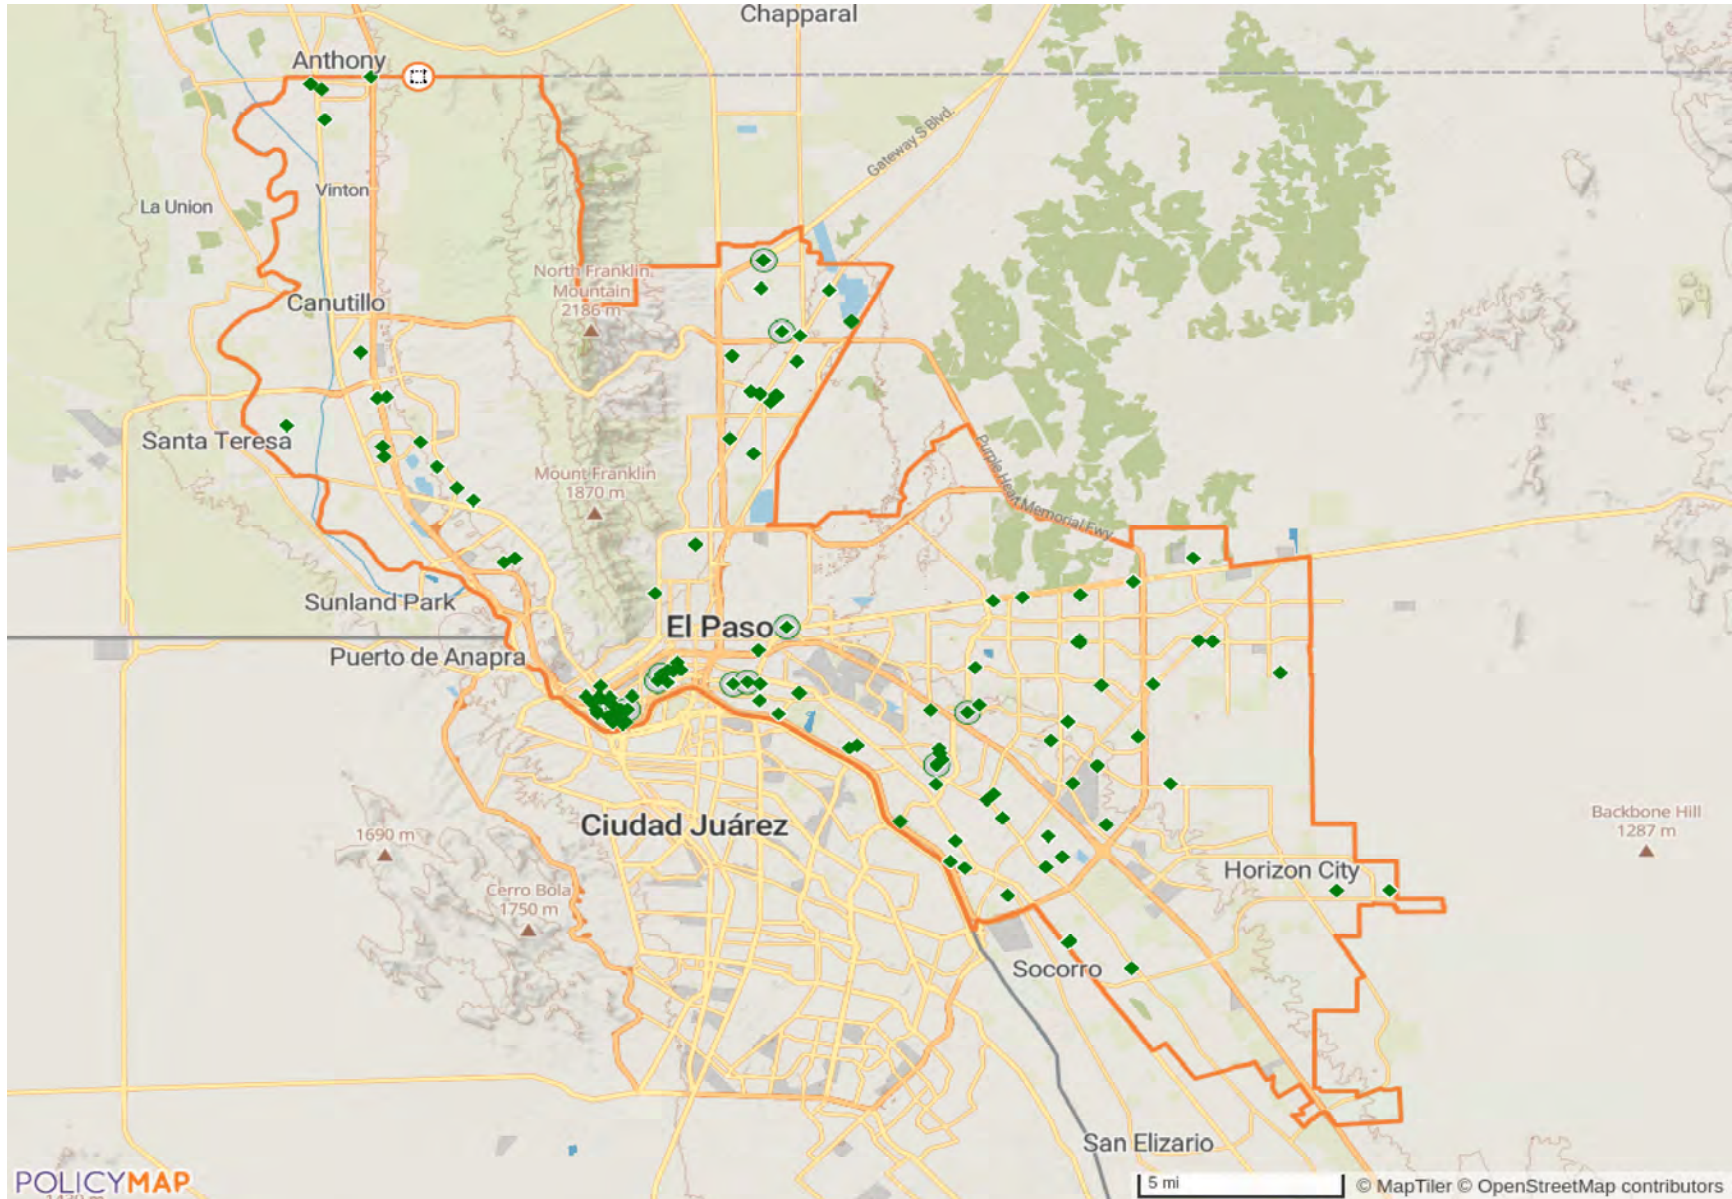 Chapparal
Anthony
Gateway S Blvd.
Vinton
La Union
North Franklin
Mountain
2186 m
Canutillo
Santa Teresa
Mount Franklin
1870 m
Purple Heart Memorial Fwy
Sunland Park
El Paso
Puerto de Anapra
Ciudad Juárez
1690 m
Backbone Hill
1287 m
Horizon City
Cerro Bola
1750 m
Socorro
San Elizario
POLICYMAP
5 mi
© MapTiler © OpenStreetMap contributors